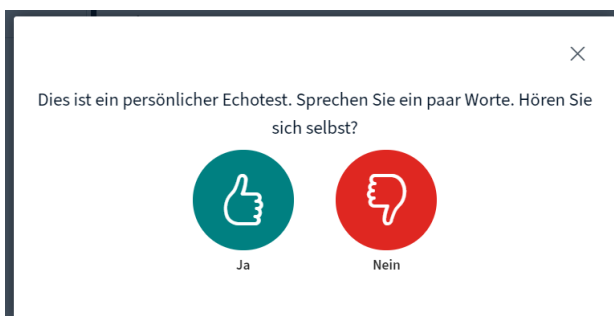 Dies ist ein persönlicher Echotest. Sprechen Sie ein paar Worte. Hören Sie
sich selbst?
Ja
Nein